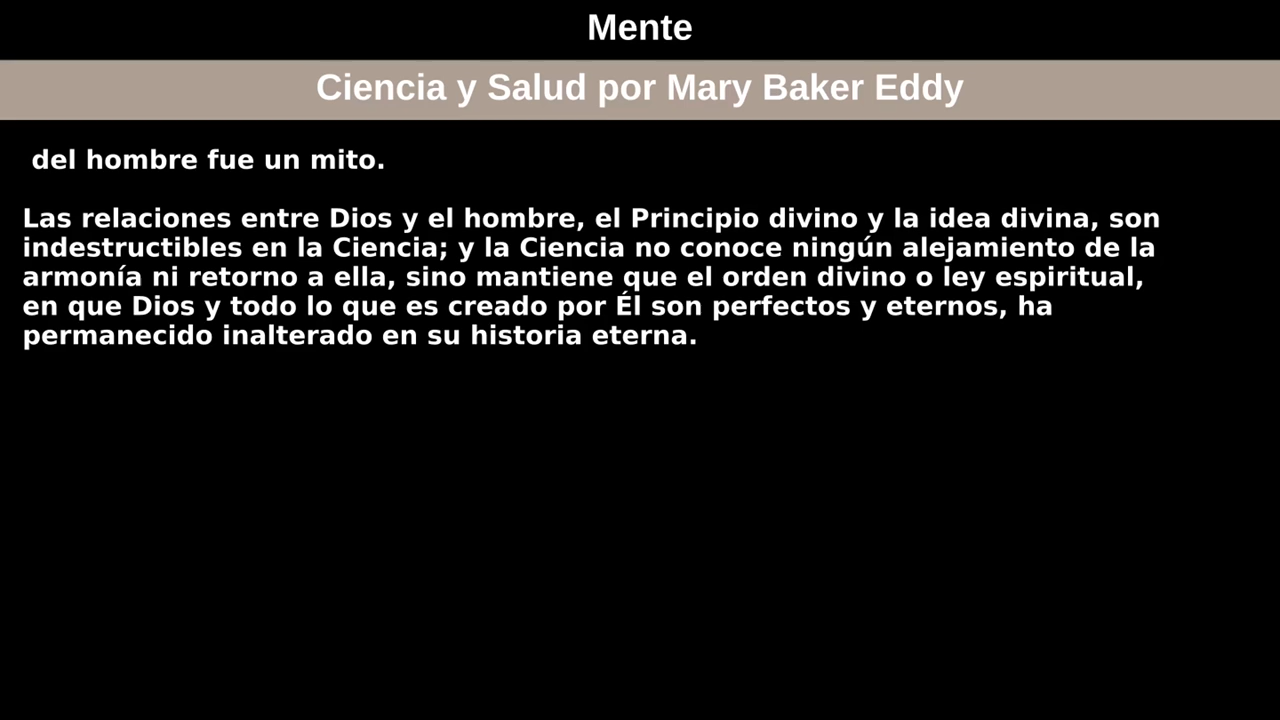 Mente
Ciencia y Salud por Mary Baker Eddy
del hombre fue un mito.
Las relaciones entre Dios y el hombre, el Principio divino y la idea divina, son
indestructibles en la Ciencia; y la Ciencia no conoce ningún alejamiento de la
armonía ni retorno a ella, sino mantiene que el orden divino o ley espiritual,
en que Dios y todo lo que es creado por Él son perfectos y eternos, ha
permanecido inalterado en su historia eterna.